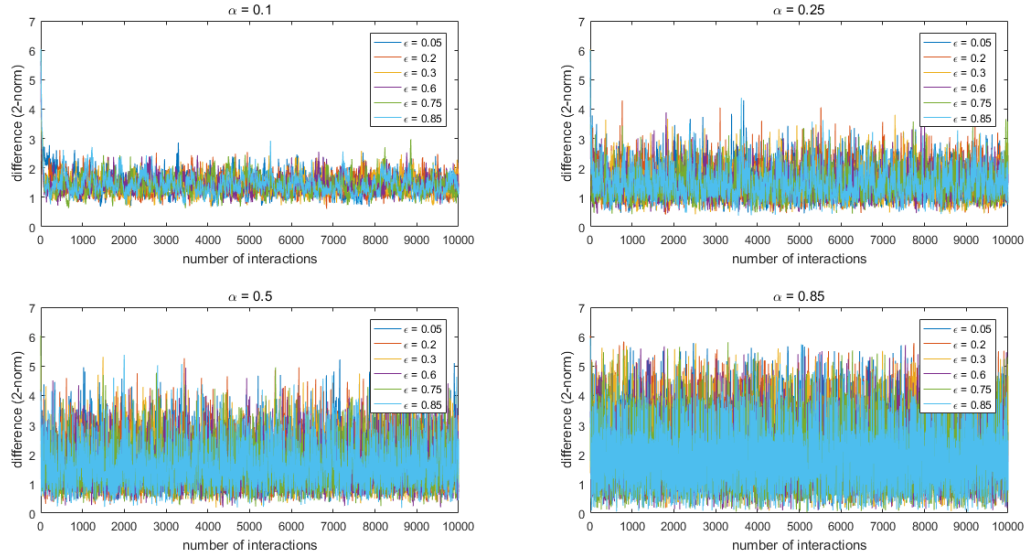 α = 0.1
7
6
5
4
3
2
1
0
difference (2-norm)
ϵ = 0.05
ϵ = 0.2
ϵ = 0.3
ϵ = 0.6
ϵ = 0.75
ϵ = 0.85
0 1000 2000 3000 4000 5000 6000 7000 8000 9000 10000
number of interactions
α = 0.25
7
6
5
4
3
2
1
0
difference (2-norm)
ϵ = 0.05
ϵ = 0.2
ϵ = 0.3
ϵ = 0.6
ϵ = 0.75
ϵ = 0.85
0 1000 2000 3000 4000 5000 6000 7000 8000 9000 10000
number of interactions
α = 0.5
7
6
5
4
3
2
1
0
difference (2-norm)
ϵ = 0.05
ϵ = 0.2
ϵ = 0.3
ϵ = 0.6
ϵ = 0.75
ϵ = 0.85
0 1000 2000 3000 4000 5000 6000 7000 8000 9000 10000
number of interactions
α = 0.85
7
6
5
4
3
2
1
0
difference (2-norm)
ϵ = 0.05
ϵ = 0.2
ϵ = 0.3
ϵ = 0.6
ϵ = 0.75
ϵ = 0.85
0 1000 2000 3000 4000 5000 6000 7000 8000 9000 10000
number of interactions